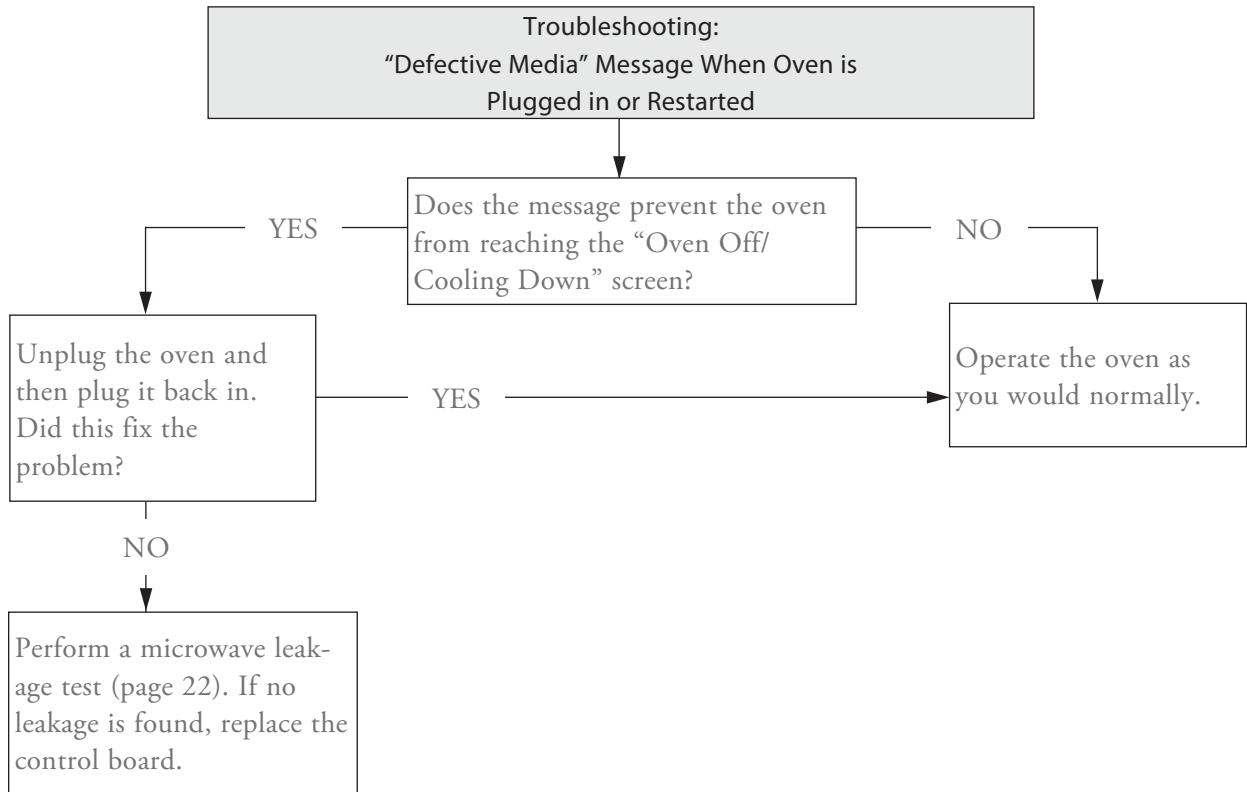 Troubleshooting:
“Defective Media” Message When Oven is
Plugged in or Restarted
Does the message prevent the oven
from reaching the “Oven Off/
Cooling Down” screen?
YES
NO
Unplug the oven and
then plug it back in.
Did this fix the
problem?
YES
Operate the oven as
you would normally.
NO
Perform a microwave leak-
age test (page 22). If no
leakage is found, replace the
control board.